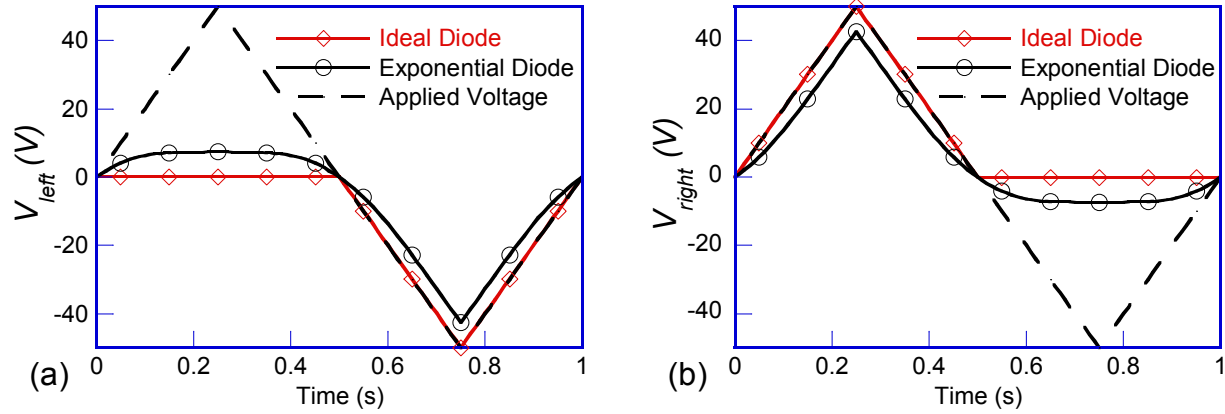 40
20
0
-20
-40
V_left (V)
Ideal Diode
Exponential Diode
Applied Voltage
0 0.2 0.4 0.6 0.8 1
Time (s)
(a)
40
20
0
-20
-40
V_right (V)
Ideal Diode
Exponential Diode
Applied Voltage
0 0.2 0.4 0.6 0.8 1
Time (s)
(b)